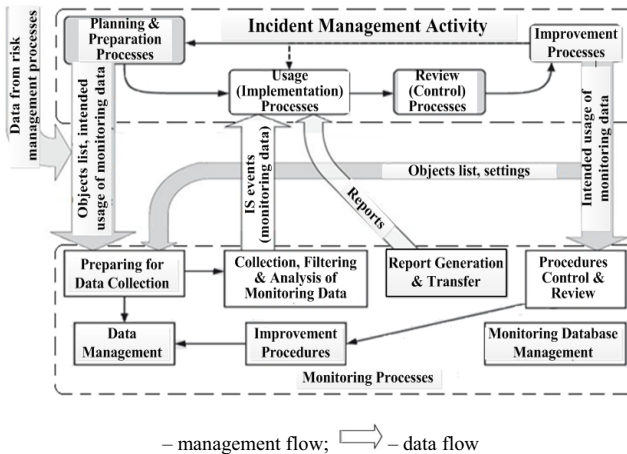 Incident Management Activity
Planning &
Preparation
Processes
Improvement
Processes
Usage
(Implementation)
Processes
Review
(Control)
Processes
Data from risk
management processes
Objects list, intended
usage of monitoring data
IS events
(monitoring data)
Reports
Objects list, settings
Intended usage of
monitoring data
Preparing for
Data Collection
Collection, Filtering
& Analysis of
Monitoring Data
Report Generation
& Transfer
Procedures
Control &
Review
Data
Management
Improvement
Procedures
Monitoring Database
Management
Monitoring Processes
– management flow; – data flow